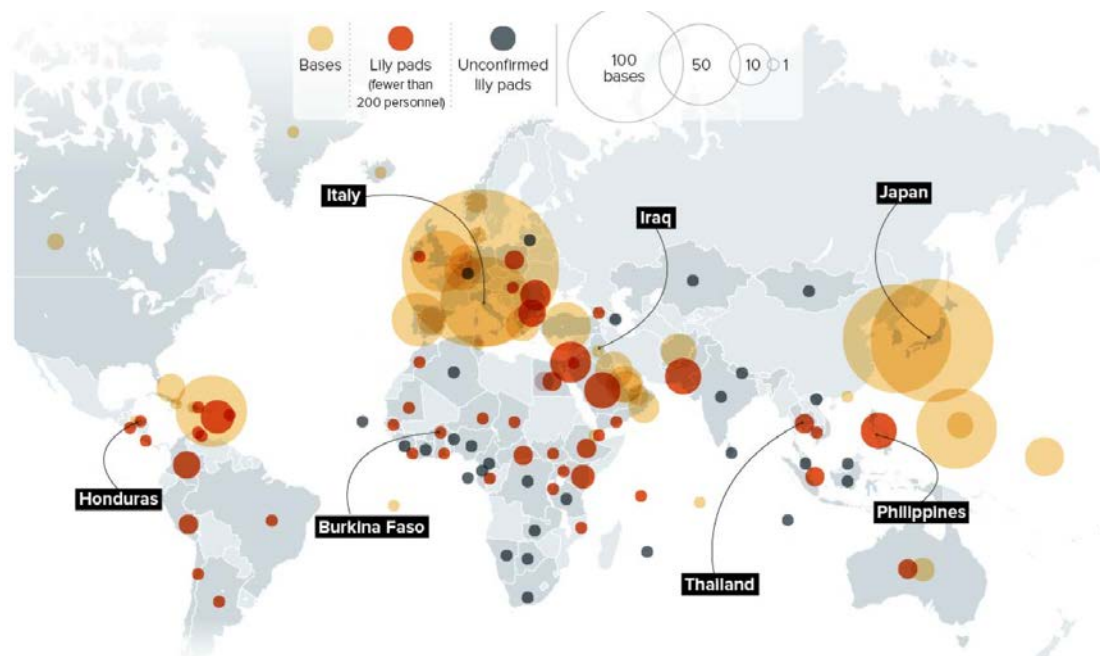 Bases
Lily pads
(fewer than
200 personnel)
Unconfirmed
lily pads
100
bases
50
10
1
Italy
Iraq
Japan
Honduras
Burkina Faso
Thailand
Philippines